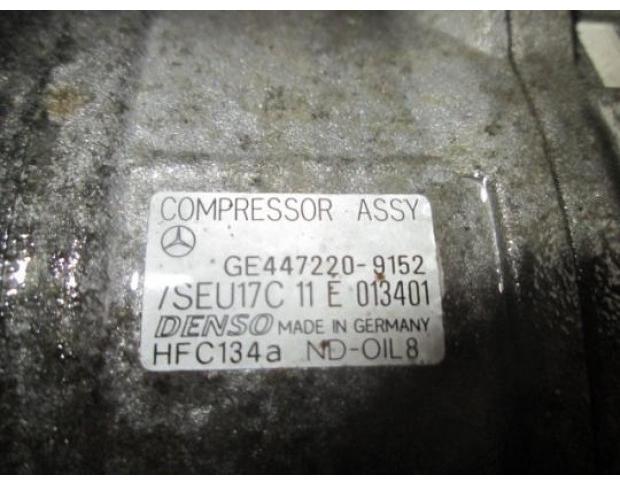 COMPRESSOR ASSY
GE447220-9152
7SEU17C 11 E 013401
DENSO MADE IN GERMANY
HFC134a ND-OIL8